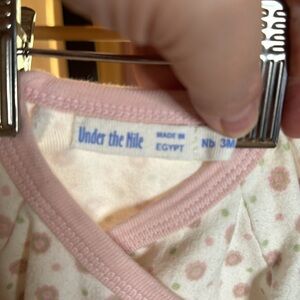 Under the Nile
MADE IN
EGYPT
Nb 3M